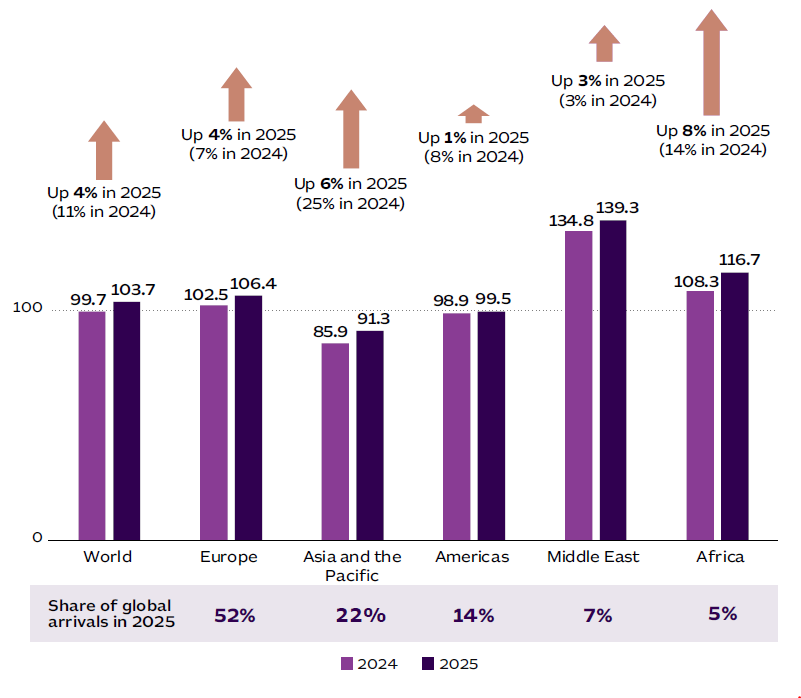 Up 4% in 2025
(11% in 2024)
Up 4% in 2025
(7% in 2024)
Up 6% in 2025
(25% in 2024)
Up 1% in 2025
(8% in 2024)
Up 3% in 2025
(3% in 2024)
Up 8% in 2025
(14% in 2024)
100
0
99.7
103.7
102.5
106.4
85.9
91.3
98.9
99.5
134.8
139.3
108.3
116.7
World
Europe
Asia and the
Pacific
Americas
Middle East
Africa
Share of global
arrivals in 2025
52%
22%
14%
7%
5%
2024
2025